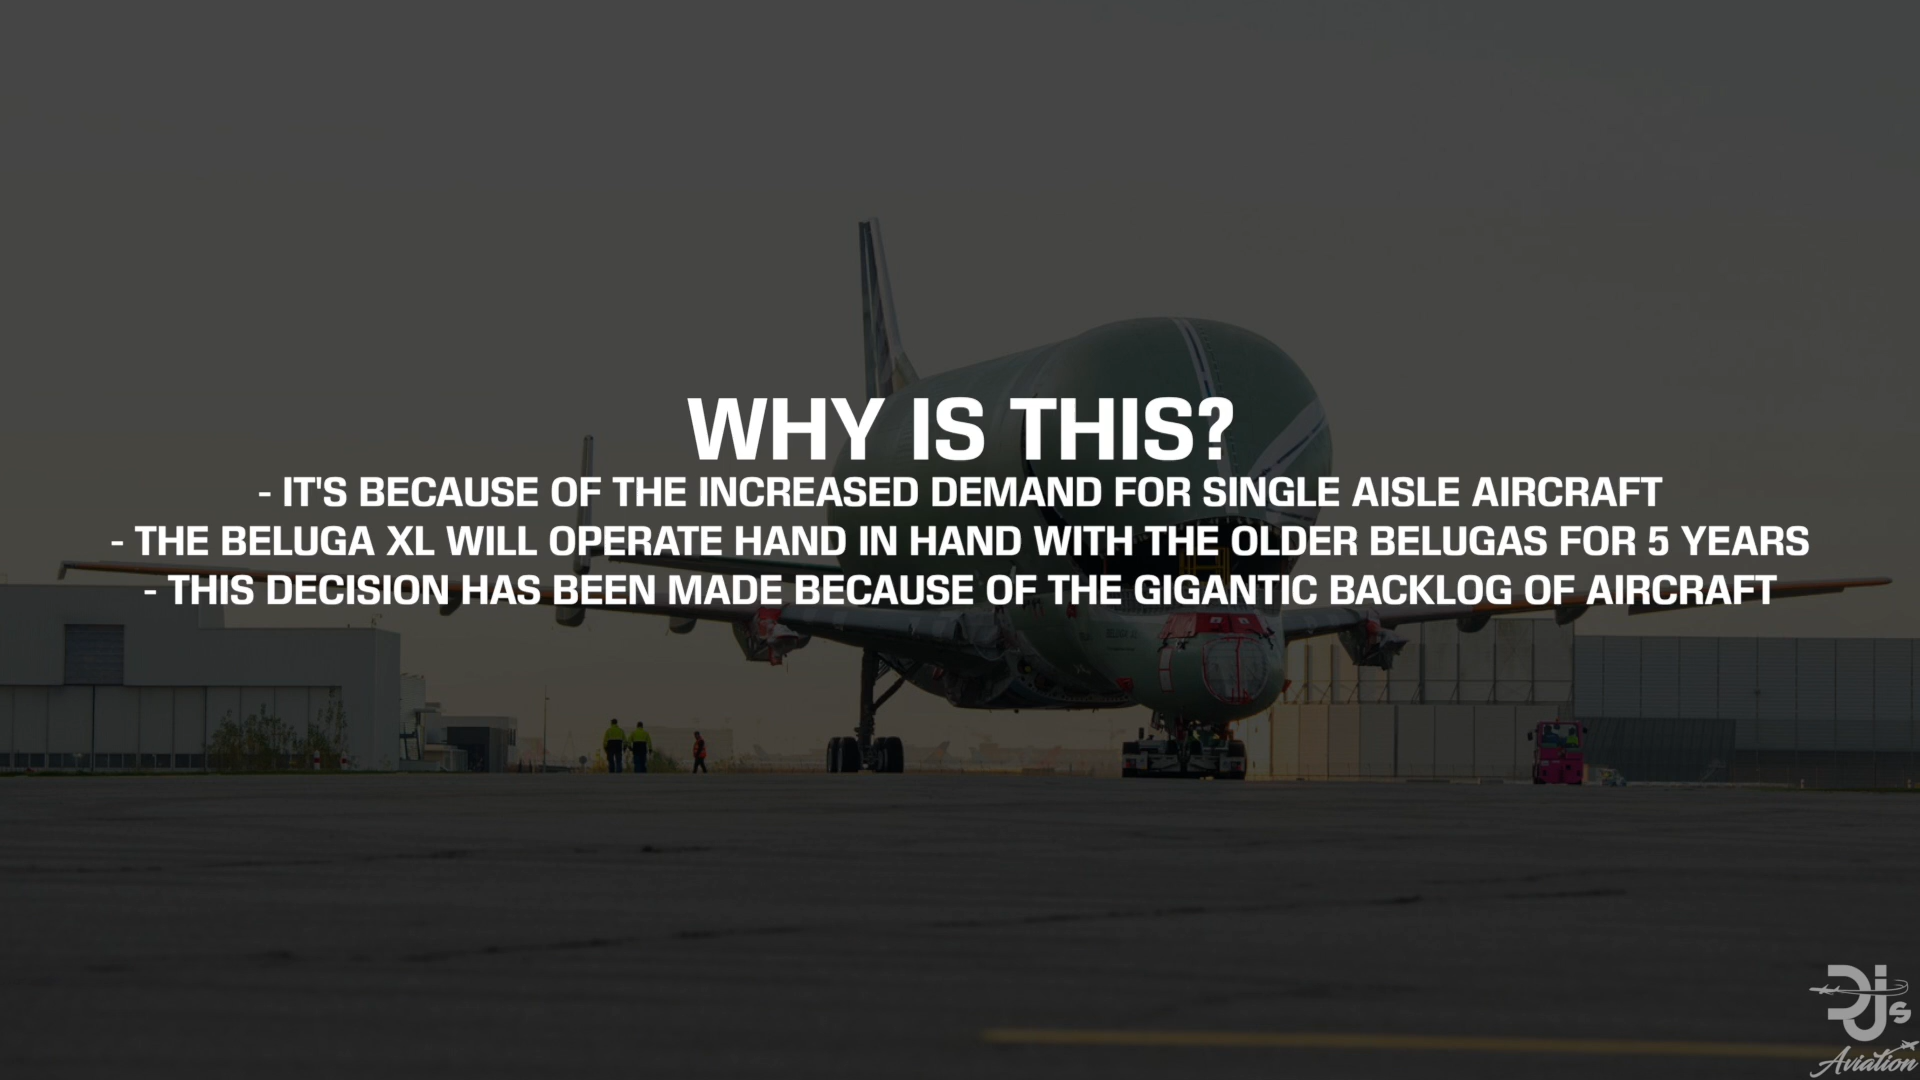 WHY IS THIS?
- IT'S BECAUSE OF THE INCREASED DEMAND FOR SINGLE AISLE AIRCRAFT
- THE BELUGA XL WILL OPERATE HAND IN HAND WITH THE OLDER BELUGAS FOR 5 YEARS
- THIS DECISION HAS BEEN MADE BECAUSE OF THE GIGANTIC BACKLOG OF AIRCRAFT
DJs
Aviation